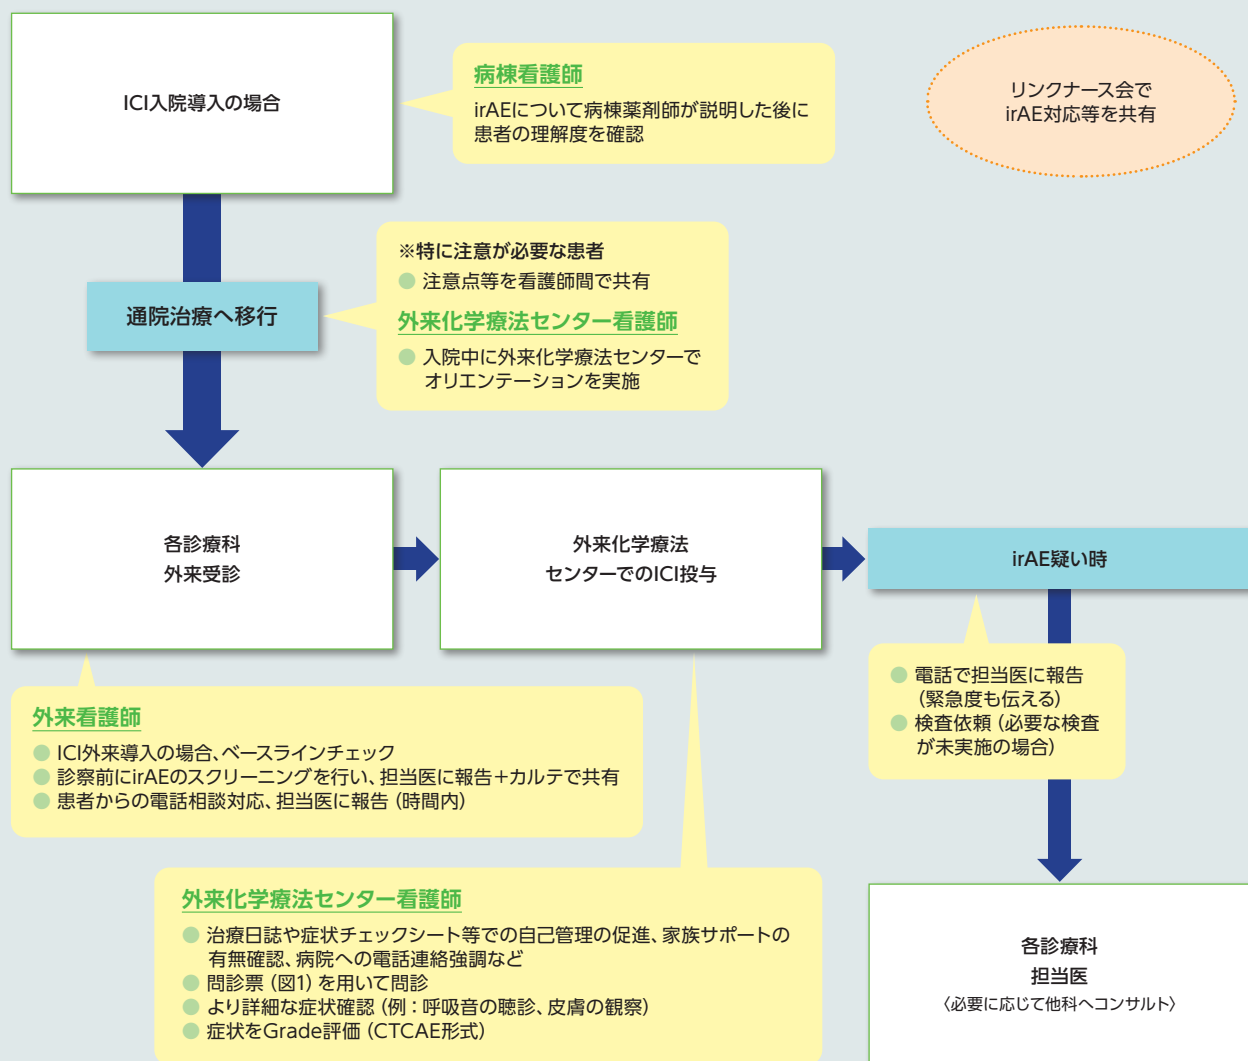 ICI入院導入の場合
病棟看護師
irAEについて病棟薬剤師が説明した後に
患者の理解度を確認
リンクナース会で
irAE対応等を共有
※特に注意が必要な患者
● 注意点等を看護師間で共有
外来化学療法センター看護師
● 入院中に外来化学療法センターで
オリエンテーションを実施
通院治療へ移行
各診療科
外来受診
外来化学療法
センターでのICI投与
irAE疑い時
● 電話で担当医に報告
（緊急度も伝える）
● 検査依頼（必要な検査
が未実施の場合）
外来看護師
● ICI外来導入の場合、ベースラインチェック
● 診察前にirAEのスクリーニングを行い、担当医に報告＋カルテで共有
● 患者からの電話相談対応、担当医に報告（時間内）
外来化学療法センター看護師
● 治療日誌や症状チェックシート等での自己管理の促進、家族サポートの
有無確認、病院への電話連絡強調など
● 問診票（図1）を用いて問診
● より詳細な症状確認（例：呼吸音の聴診、皮膚の観察）
● 症状をGrade評価（CTCAE形式）
各診療科
担当医
〈必要に応じて他科へコンサルト〉